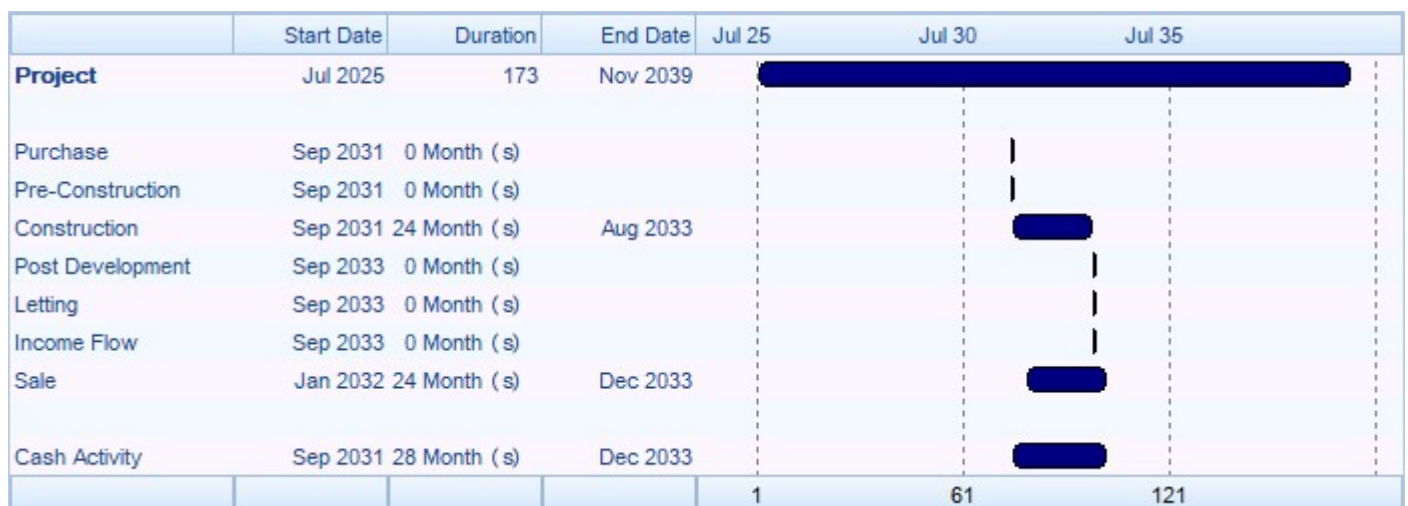 Start Date Duration End Date Jul 25 Jul 30 Jul 35
Project Jul 2025 173 Nov 2039
Purchase Sep 2031 0 Month (s)
Pre-Construction Sep 2031 0 Month (s)
Construction Sep 2031 24 Month (s) Aug 2033
Post Development Sep 2033 0 Month (s)
Letting Sep 2033 0 Month (s)
Income Flow Sep 2033 0 Month (s)
Sale Jan 2032 24 Month (s) Dec 2033
Cash Activity Sep 2031 28 Month (s) Dec 2033
1 61 121